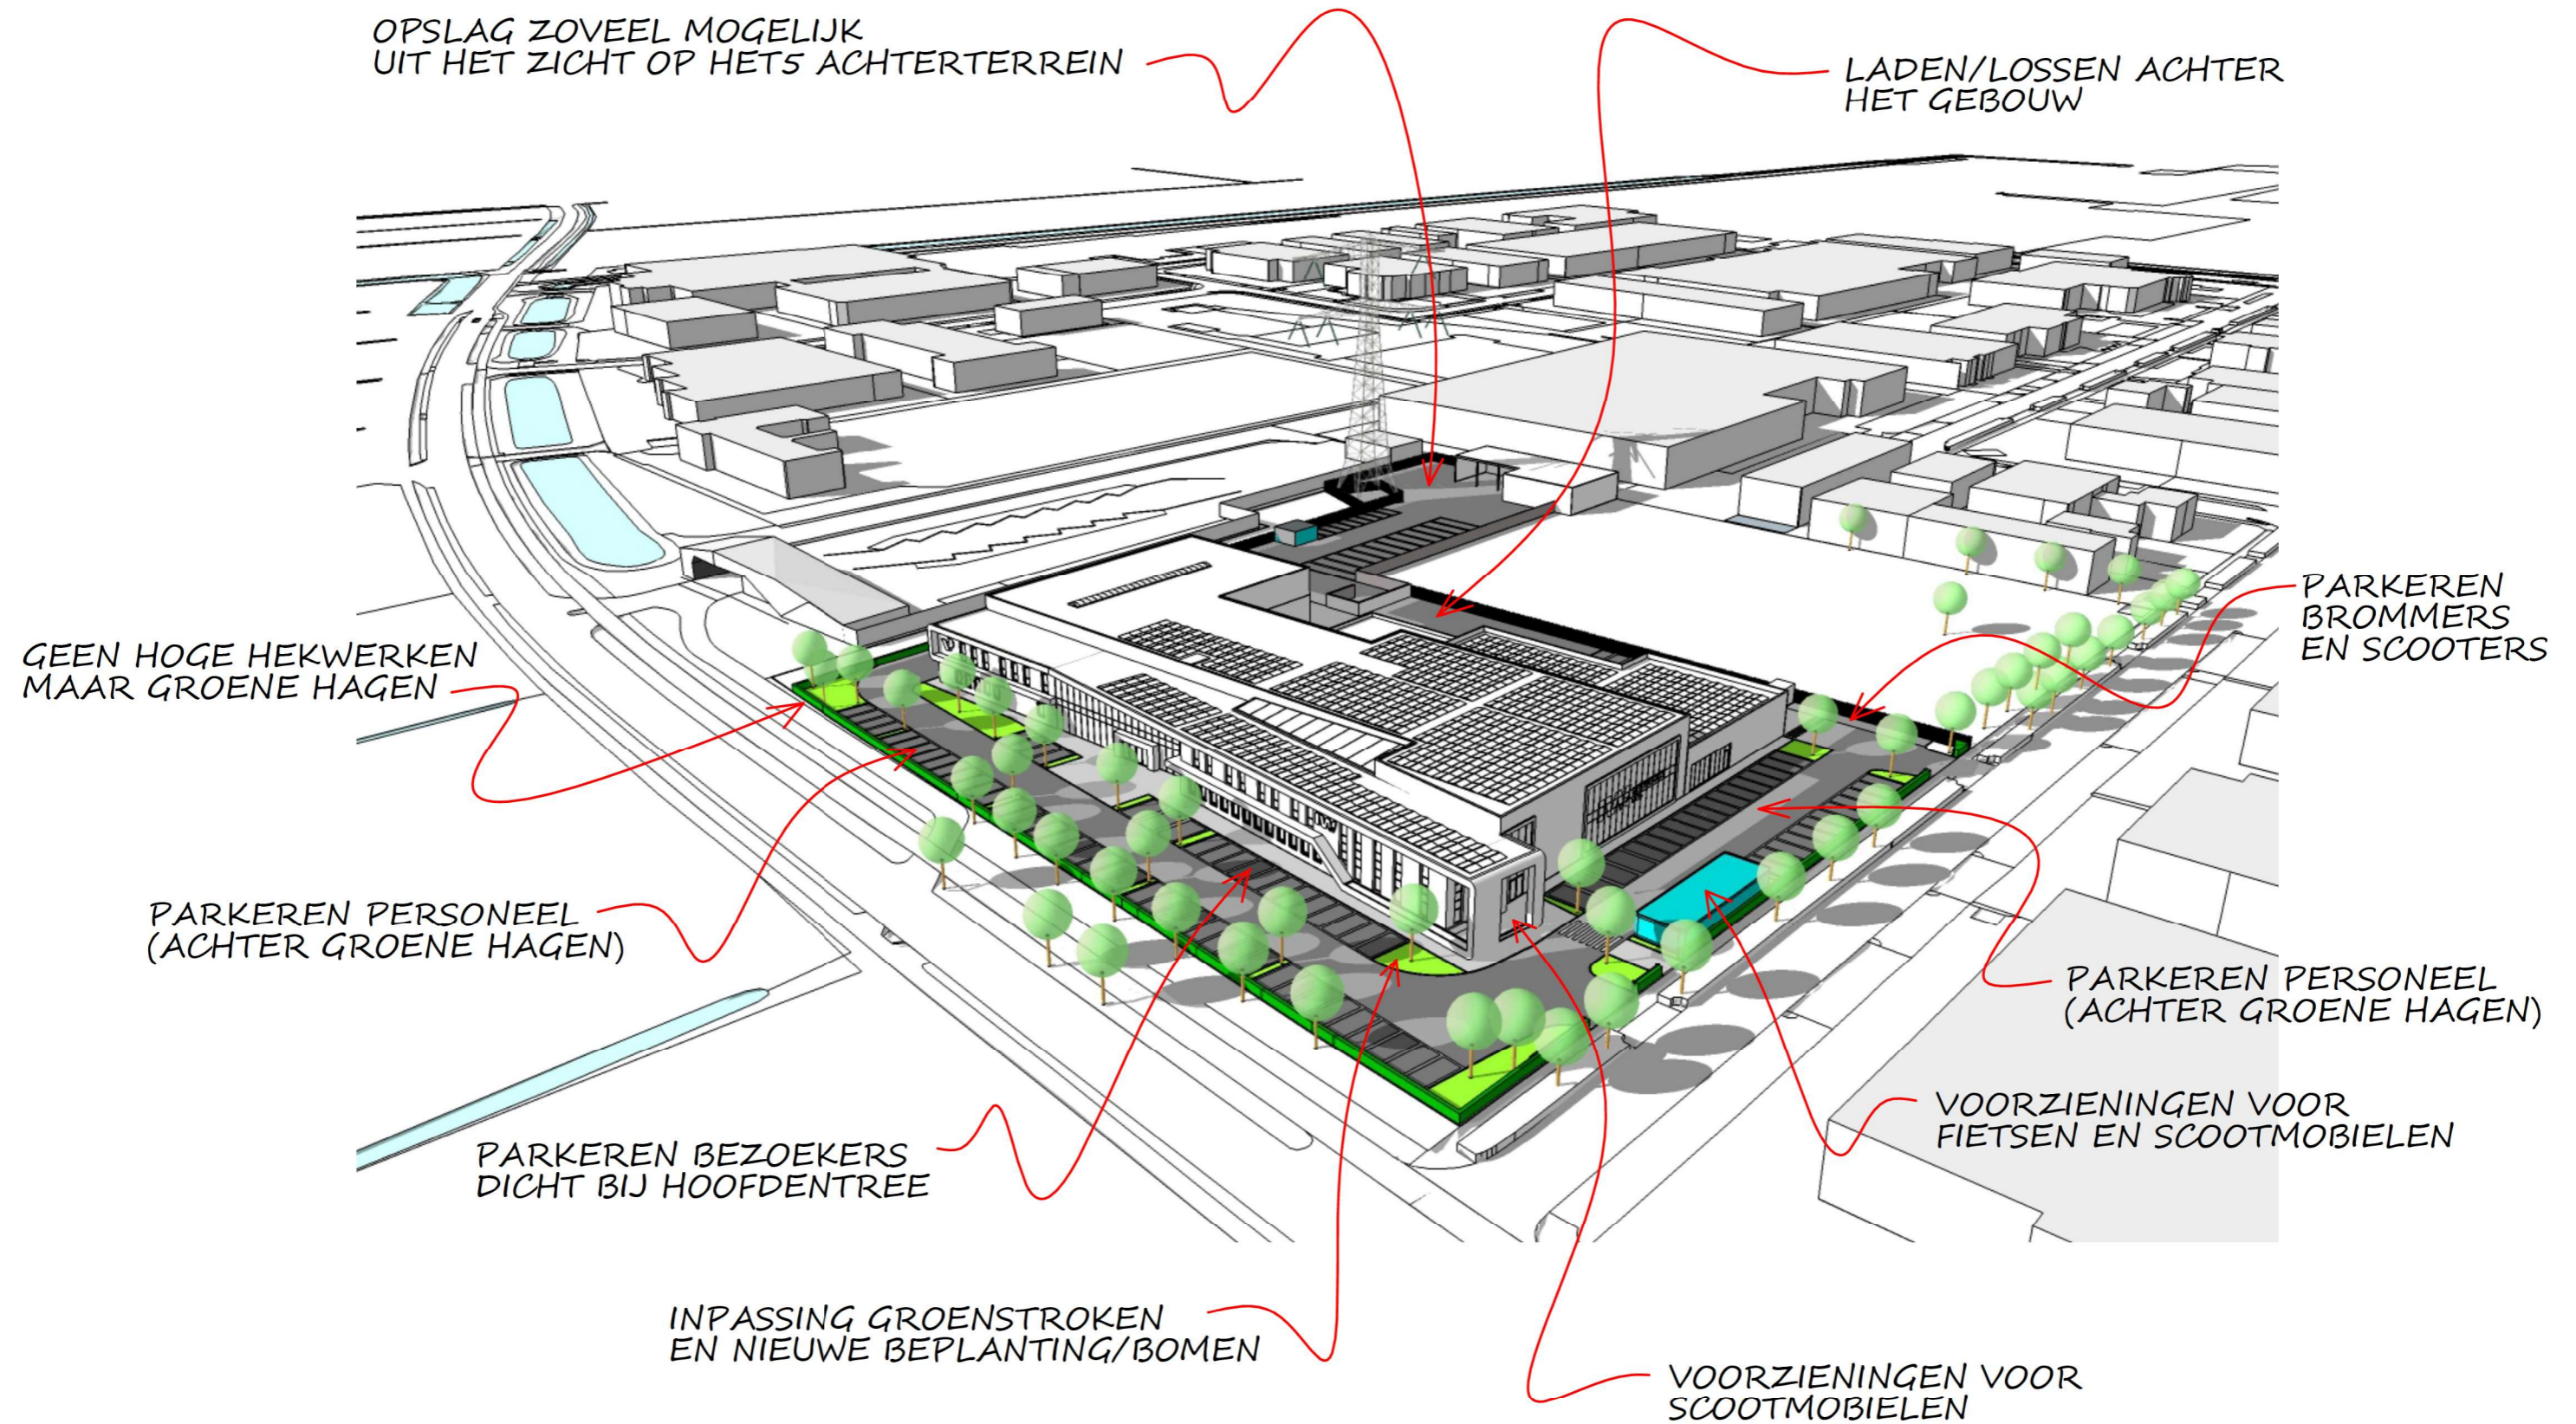 OPSLAG ZOVEEL MOGELIJK
UIT HET ZICHT OP HET5 ACHTERTERREIN
LADEN/LOSSEN ACHTER
HET GEBOUW
PARKEREN
BROMMERS
EN SCOOTERS
GEEN HOGE HEKWERKEN
MAAR GROENE HAGEN
PARKEREN PERSONEEL
(ACHTER GROENE HAGEN)
PARKEREN PERSONEEL
(ACHTER GROENE HAGEN)
VOORZIENINGEN VOOR
FIETSEN EN SCOOTMOBIELEN
PARKEREN BEZOEKERS
DICHT BIJ HOOFDENTREE
INPASSING GROENSTROKEN
EN NIEUWE BEPLANTING/BOMEN
VOORZIENINGEN VOOR
SCOOTMOBIELEN